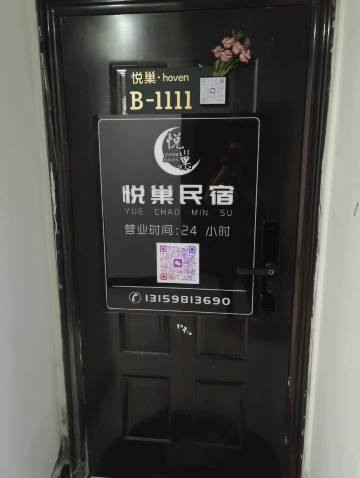 悦巢·haven
B-1111
悦巢
HAVEN
悦巢民宿
YUE CHAO MIN SU
营业时间:24 小时
13159813690